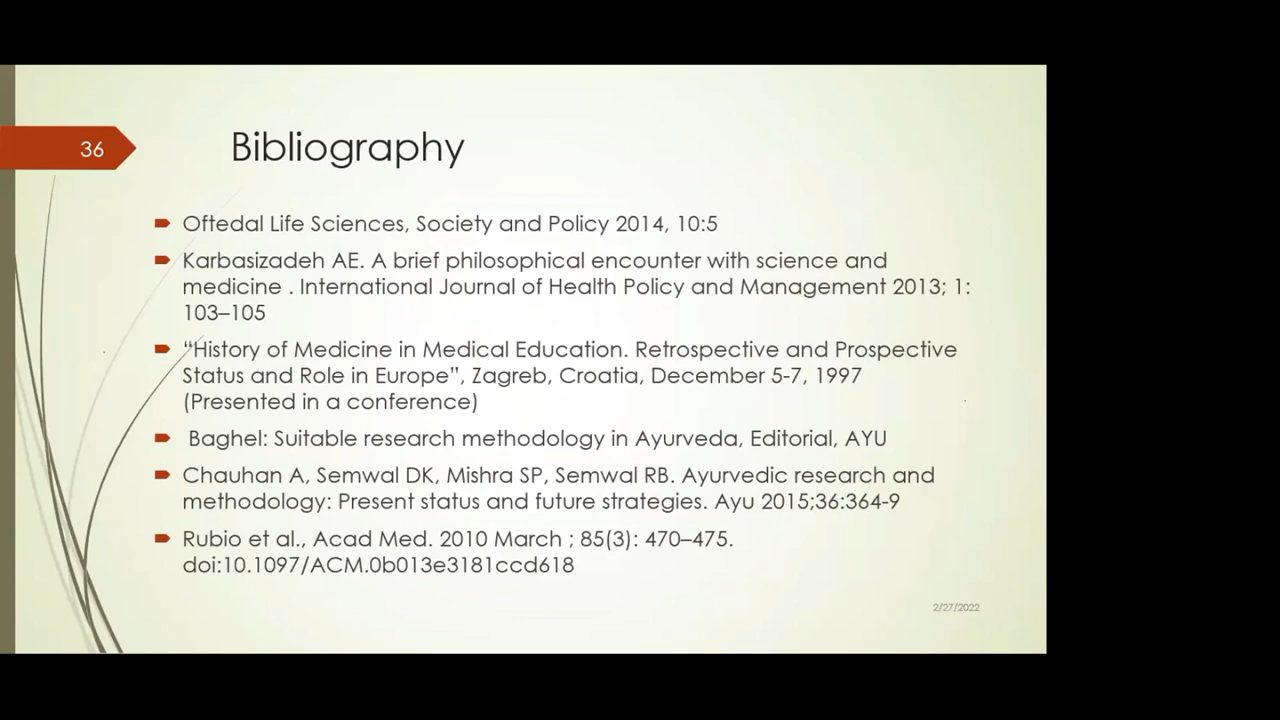 36
Bibliography
Oftedal Life Sciences, Society and Policy 2014, 10:5
Karbasizadeh AE. A brief philosophical encounter with science and
medicine . International Journal of Health Policy and Management 2013; 1:
103–105
“History of Medicine in Medical Education. Retrospective and Prospective
Status and Role in Europe”, Zagreb, Croatia, December 5-7, 1997
(Presented in a conference)
Baghel: Suitable research methodology in Ayurveda, Editorial, AYU
Chauhan A, Semwal DK, Mishra SP, Semwal RB. Ayurvedic research and
methodology: Present status and future strategies. Ayu 2015;36:364-9
Rubio et al., Acad Med. 2010 March ; 85(3): 470–475.
doi:10.1097/ACM.0b013e3181ccd618
2/27/2022